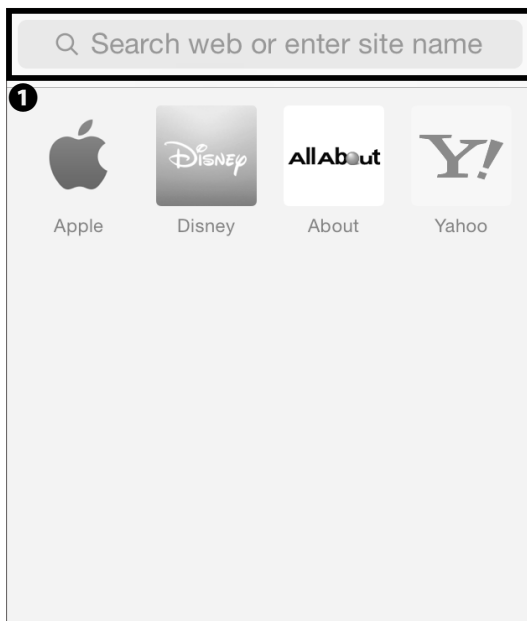 Search web or enter site name
1
Disney
AllAbout
Y!
Apple
Disney
About
Yahoo